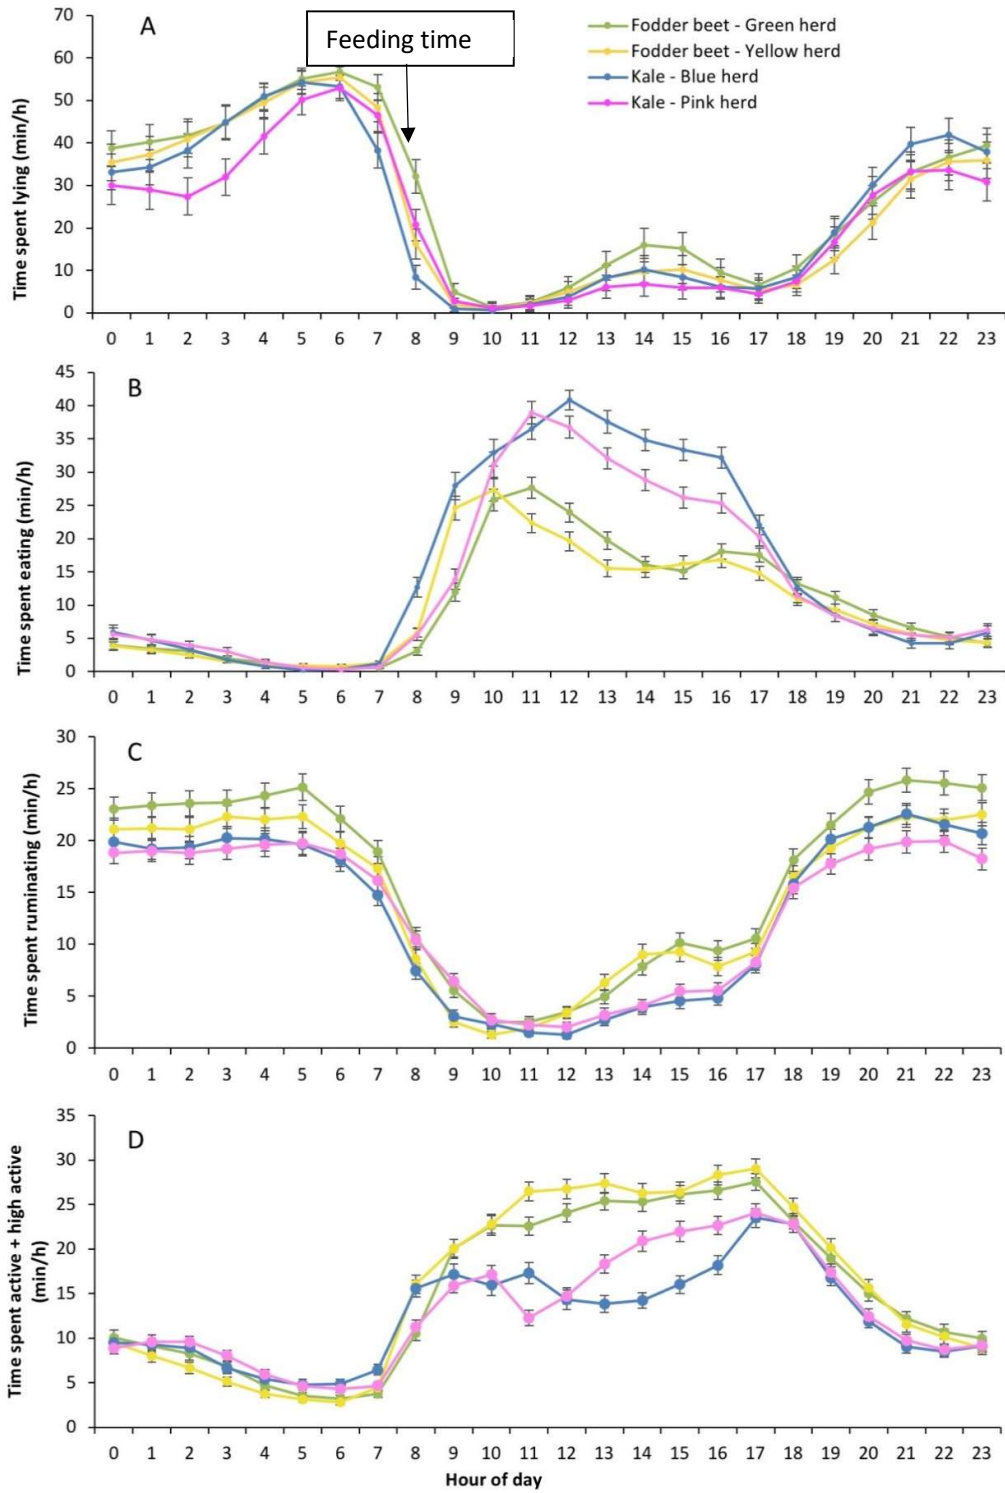 A
Feeding time
Fodder beet - Green herd
Fodder beet - Yellow herd
Kale - Blue herd
Kale - Pink herd
Time spent lying (min/h)
70
60
50
40
30
20
10
0
0 1 2 3 4 5 6 7 8 9 10 11 12 13 14 15 16 17 18 19 20 21 22 23
B
Time spent eating (min/h)
45
40
35
30
25
20
15
10
5
0
0 1 2 3 4 5 6 7 8 9 10 11 12 13 14 15 16 17 18 19 20 21 22 23
C
Time spent ruminating (min/h)
30
25
20
15
10
5
0
0 1 2 3 4 5 6 7 8 9 10 11 12 13 14 15 16 17 18 19 20 21 22 23
D
Time spent active + high active
(min/h)
35
30
25
20
15
10
5
0
0 1 2 3 4 5 6 7 8 9 10 11 12 13 14 15 16 17 18 19 20 21 22 23
Hour of day